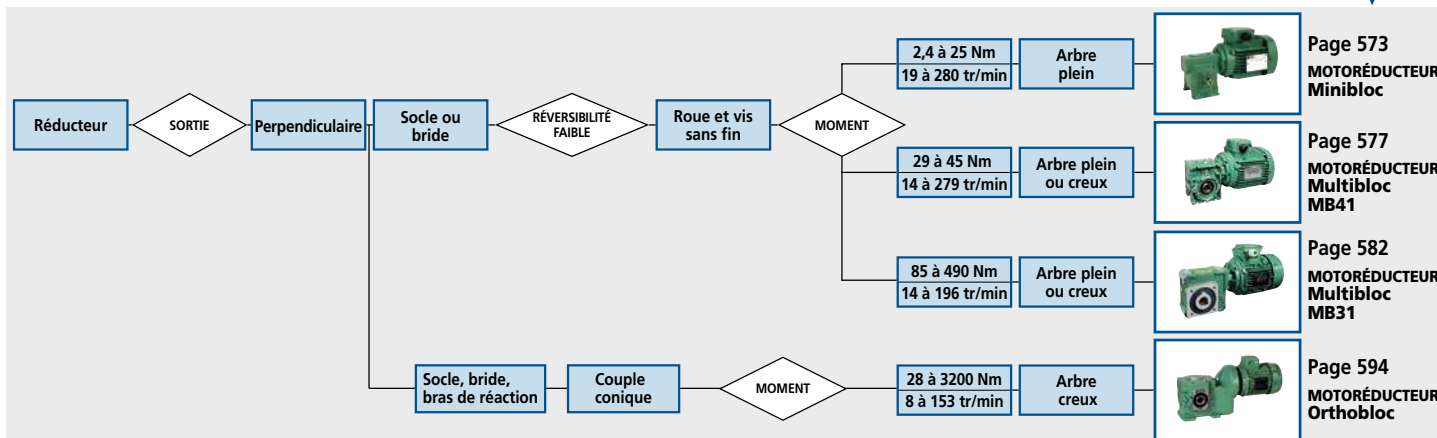 Réducteur
SORTIE
Perpendiculaire
Socle ou
bride
RÉVERSIBILITÉ
FAIBLE
Roue et vis
sans fin
MOMENT
2,4 à 25 Nm
19 à 280 tr/min
Arbre
plein
Page 573
MOTORÉDUCTEUR
Minibloc
29 à 45 Nm
14 à 279 tr/min
Arbre plein
ou creux
Page 577
MOTORÉDUCTEUR
Multibloc
MB41
85 à 490 Nm
14 à 196 tr/min
Arbre plein
ou creux
Page 582
MOTORÉDUCTEUR
Multibloc
MB31
Socle, bride,
bras de réaction
Couple
conique
MOMENT
28 à 3200 Nm
8 à 153 tr/min
Arbre
creux
Page 594
MOTORÉDUCTEUR
Orthobloc